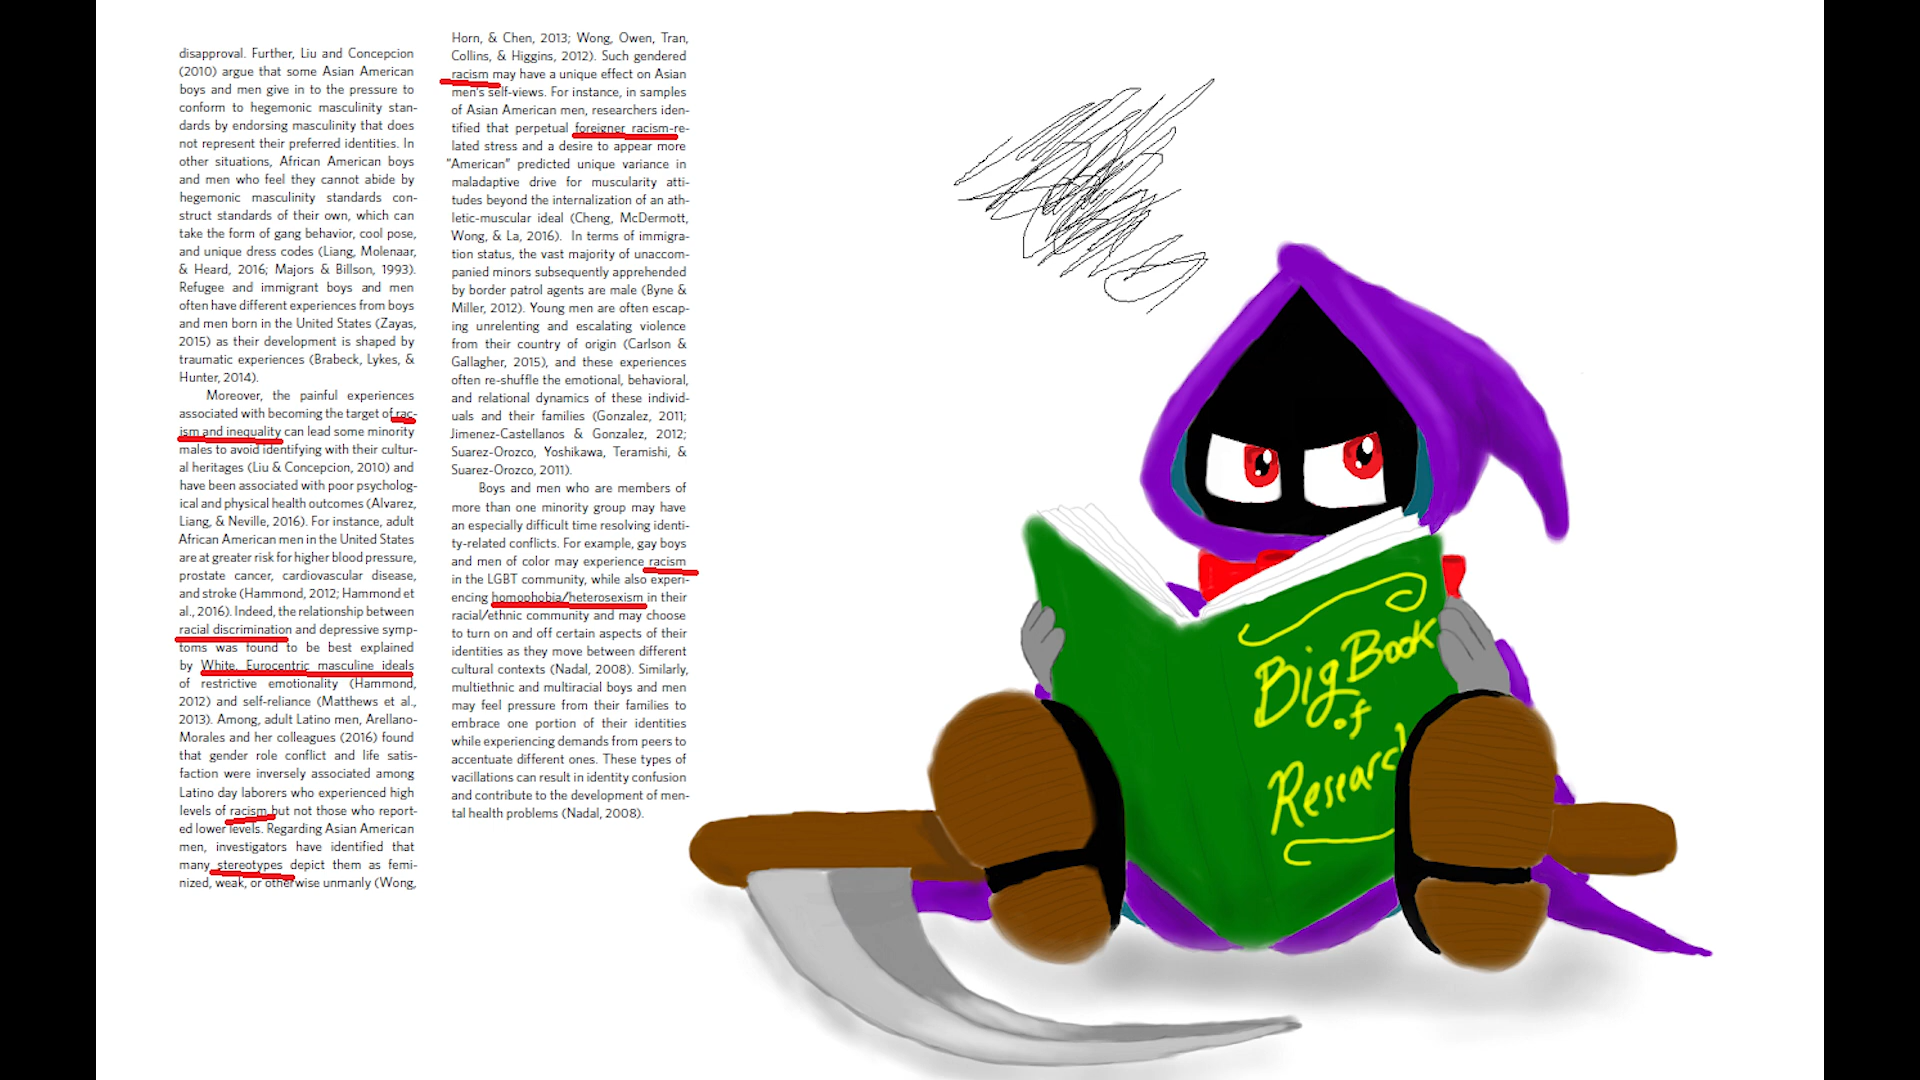 disapproval. Further, Liu and Concepcion
(2010) argue that some Asian American
boys and men give in to the pressure to
conform to hegemonic masculinity stan-
dards by endorsing masculinity that does
not represent their preferred identities. In
other situations, African American boys
and men who feel they cannot abide by
hegemonic masculinity standards con-
struct standards of their own, which can
take the form of gang behavior, cool pose,
and unique dress codes (Liang, Molenaar,
& Heard, 2016; Majors & Billson, 1993).
Refugee and immigrant boys and men
often have different experiences from boys
and men born in the United States (Zayas,
2015) as their development is shaped by
traumatic experiences (Brabeck, Lykes, &
Hunter, 2014).
Moreover, the painful experiences
associated with becoming the target of rac-
ism and inequality can lead some minority
males to avoid identifying with their cultur-
al heritages (Liu & Concepcion, 2010) and
have been associated with poor psycholog-
ical and physical health outcomes (Alvarez,
Liang, & Neville, 2016). For instance, adult
African American men in the United States
are at greater risk for higher blood pressure,
prostate cancer, cardiovascular disease,
and stroke (Hammond, 2012; Hammond et
al., 2016). Indeed, the relationship between
racial discrimination and depressive symp-
toms was found to be best explained
by White, Eurocentric masculine ideals
of restrictive emotionality (Hammond,
2012) and self-reliance (Matthews et al.,
2013). Among, adult Latino men, Arellano-
Morales and her colleagues (2016) found
that gender role conflict and life satis-
faction were inversely associated among
Latino day laborers who experienced high
levels of racism but not those who report-
ed lower levels. Regarding Asian American
men, investigators have identified that
many stereotypes depict them as femi-
nized, weak, or otherwise unmanly (Wong,
Horn, & Chen, 2013; Wong, Owen, Tran,
Collins, & Higgins, 2012). Such gendered
racism may have a unique effect on Asian
men's self-views. For instance, in samples
of Asian American men, researchers iden-
tified that perpetual foreigner racism-re-
lated stress and a desire to appear more
"American" predicted unique variance in
maladaptive drive for muscularity atti-
tudes beyond the internalization of an ath-
letic-muscular ideal (Cheng, McDermott,
Wong, & La, 2016). In terms of immigra-
tion status, the vast majority of unaccom-
panied minors subsequently apprehended
by border patrol agents are male (Byne &
Miller, 2012). Young men are often escap-
ing unrelenting and escalating violence
from their country of origin (Carlson &
Gallagher, 2015), and these experiences
often re-shuffle the emotional, behavioral,
and relational dynamics of these individ-
uals and their families (Gonzalez, 2011;
Jimenez-Castellanos & Gonzalez, 2012;
Suarez-Orozco, Yoshikawa, Teramishi, &
Suarez-Orozco, 2011).
Boys and men who are members of
more than one minority group may have
an especially difficult time resolving identi-
ty-related conflicts. For example, gay boys
and men of color may experience racism
in the LGBT community, while also experi-
encing homophobia/heterosexism in their
racial/ethnic community and may choose
to turn on and off certain aspects of their
identities as they move between different
cultural contexts (Nadal, 2008). Similarly,
multiethnic and multiracial boys and men
may feel pressure from their families to
embrace one portion of their identities
while experiencing demands from peers to
accentuate different ones. These types of
vacillations can result in identity confusion
and contribute to the development of men-
tal health problems (Nadal, 2008).
Big Book
of
Research